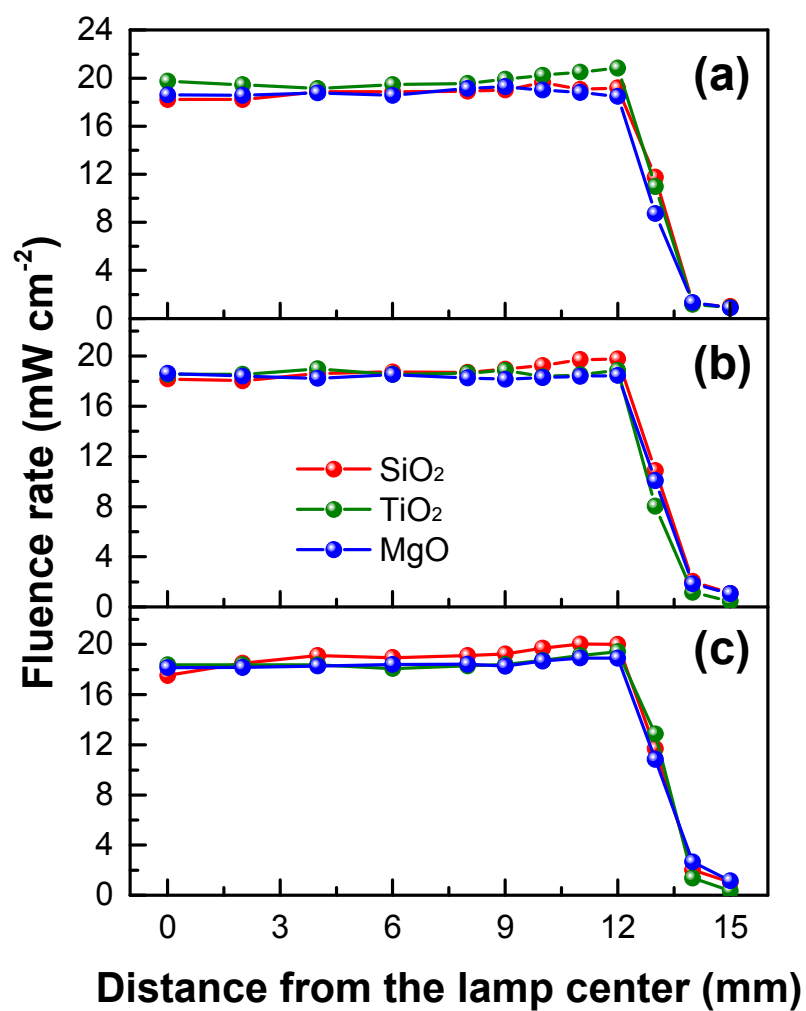 24
20
16
12
8
4
0
(a)
20
16
12
8
4
0
(b)
SiO₂
TiO₂
MgO
20
16
12
8
4
0
(c)
0 3 6 9 12 15
Fluence rate (mW cm⁻²)
Distance from the lamp center (mm)